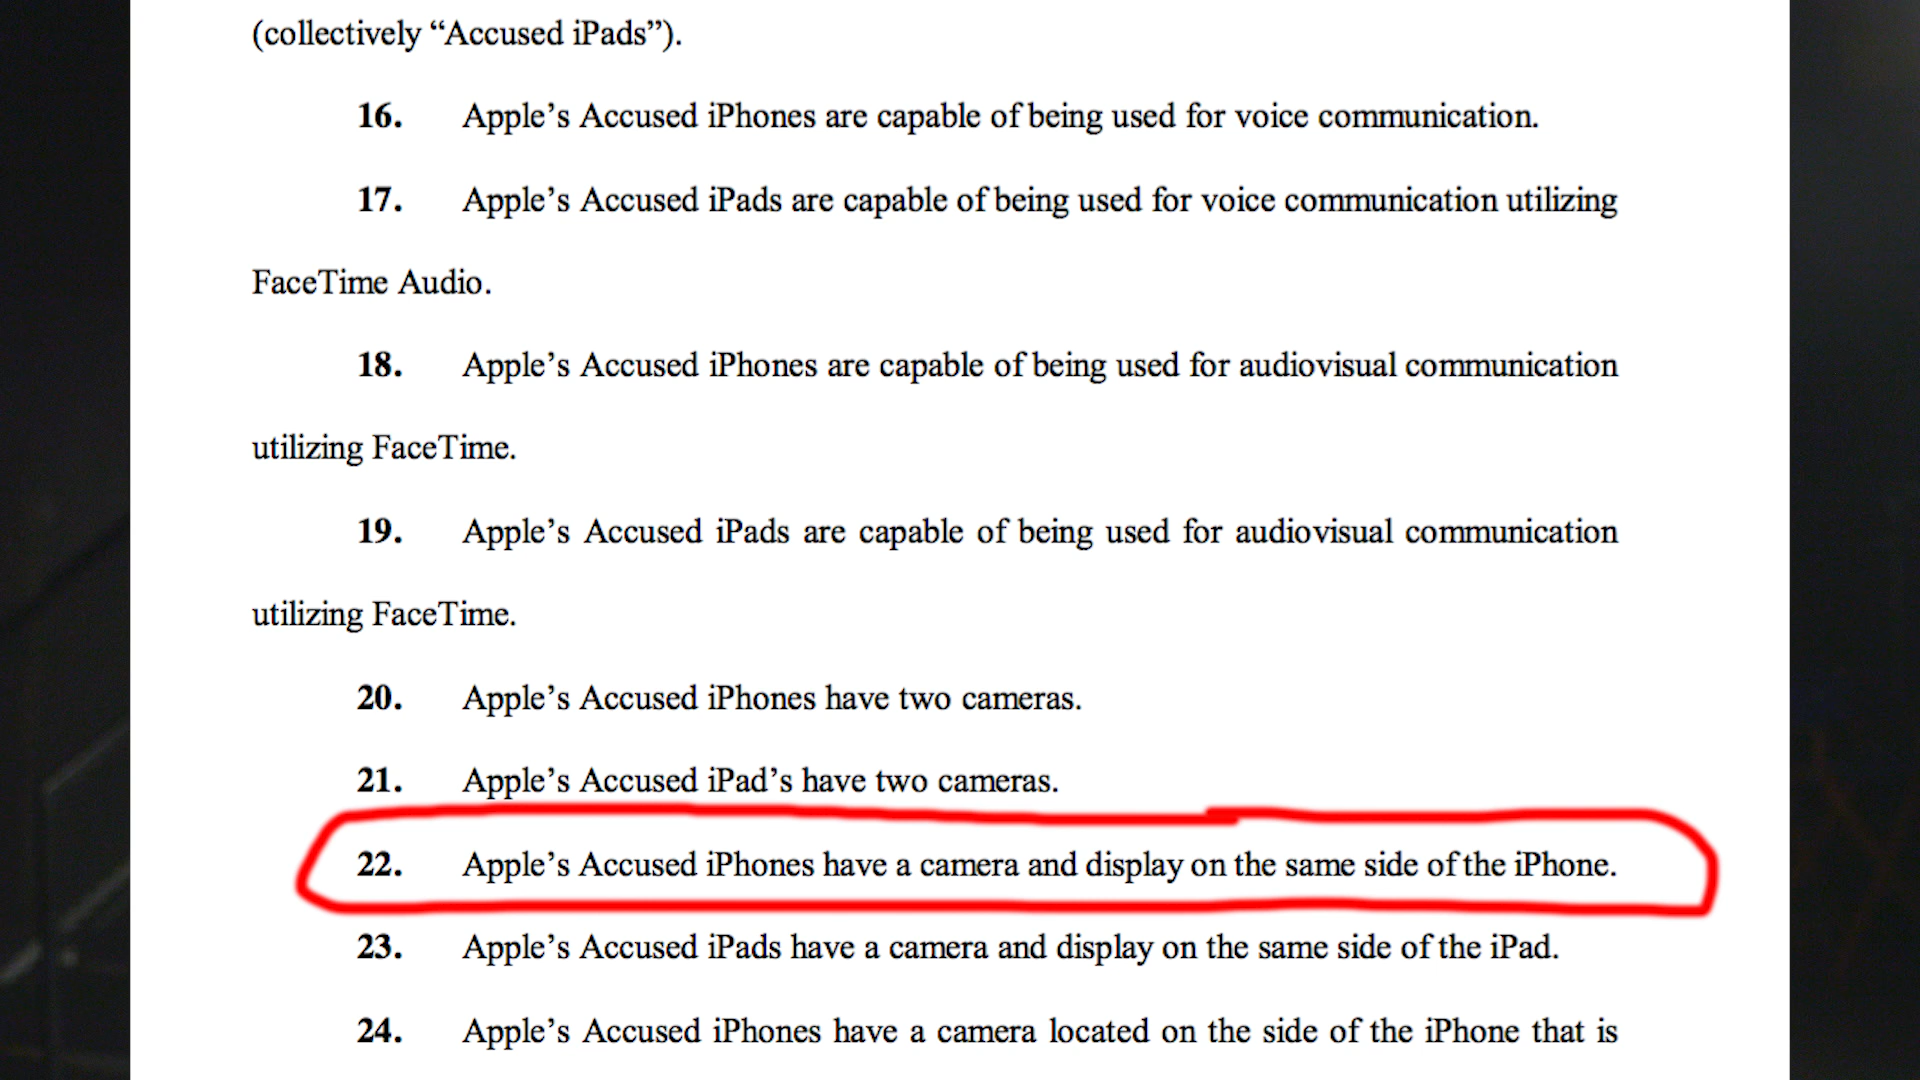 (collectively “Accused iPads”).
16. Apple’s Accused iPhones are capable of being used for voice communication.
17. Apple’s Accused iPads are capable of being used for voice communication utilizing
FaceTime Audio.
18. Apple’s Accused iPhones are capable of being used for audiovisual communication
utilizing FaceTime.
19. Apple’s Accused iPads are capable of being used for audiovisual communication
utilizing FaceTime.
20. Apple’s Accused iPhones have two cameras.
21. Apple’s Accused iPad’s have two cameras.
22. Apple’s Accused iPhones have a camera and display on the same side of the iPhone.
23. Apple’s Accused iPads have a camera and display on the same side of the iPad.
24. Apple’s Accused iPhones have a camera located on the side of the iPhone that is